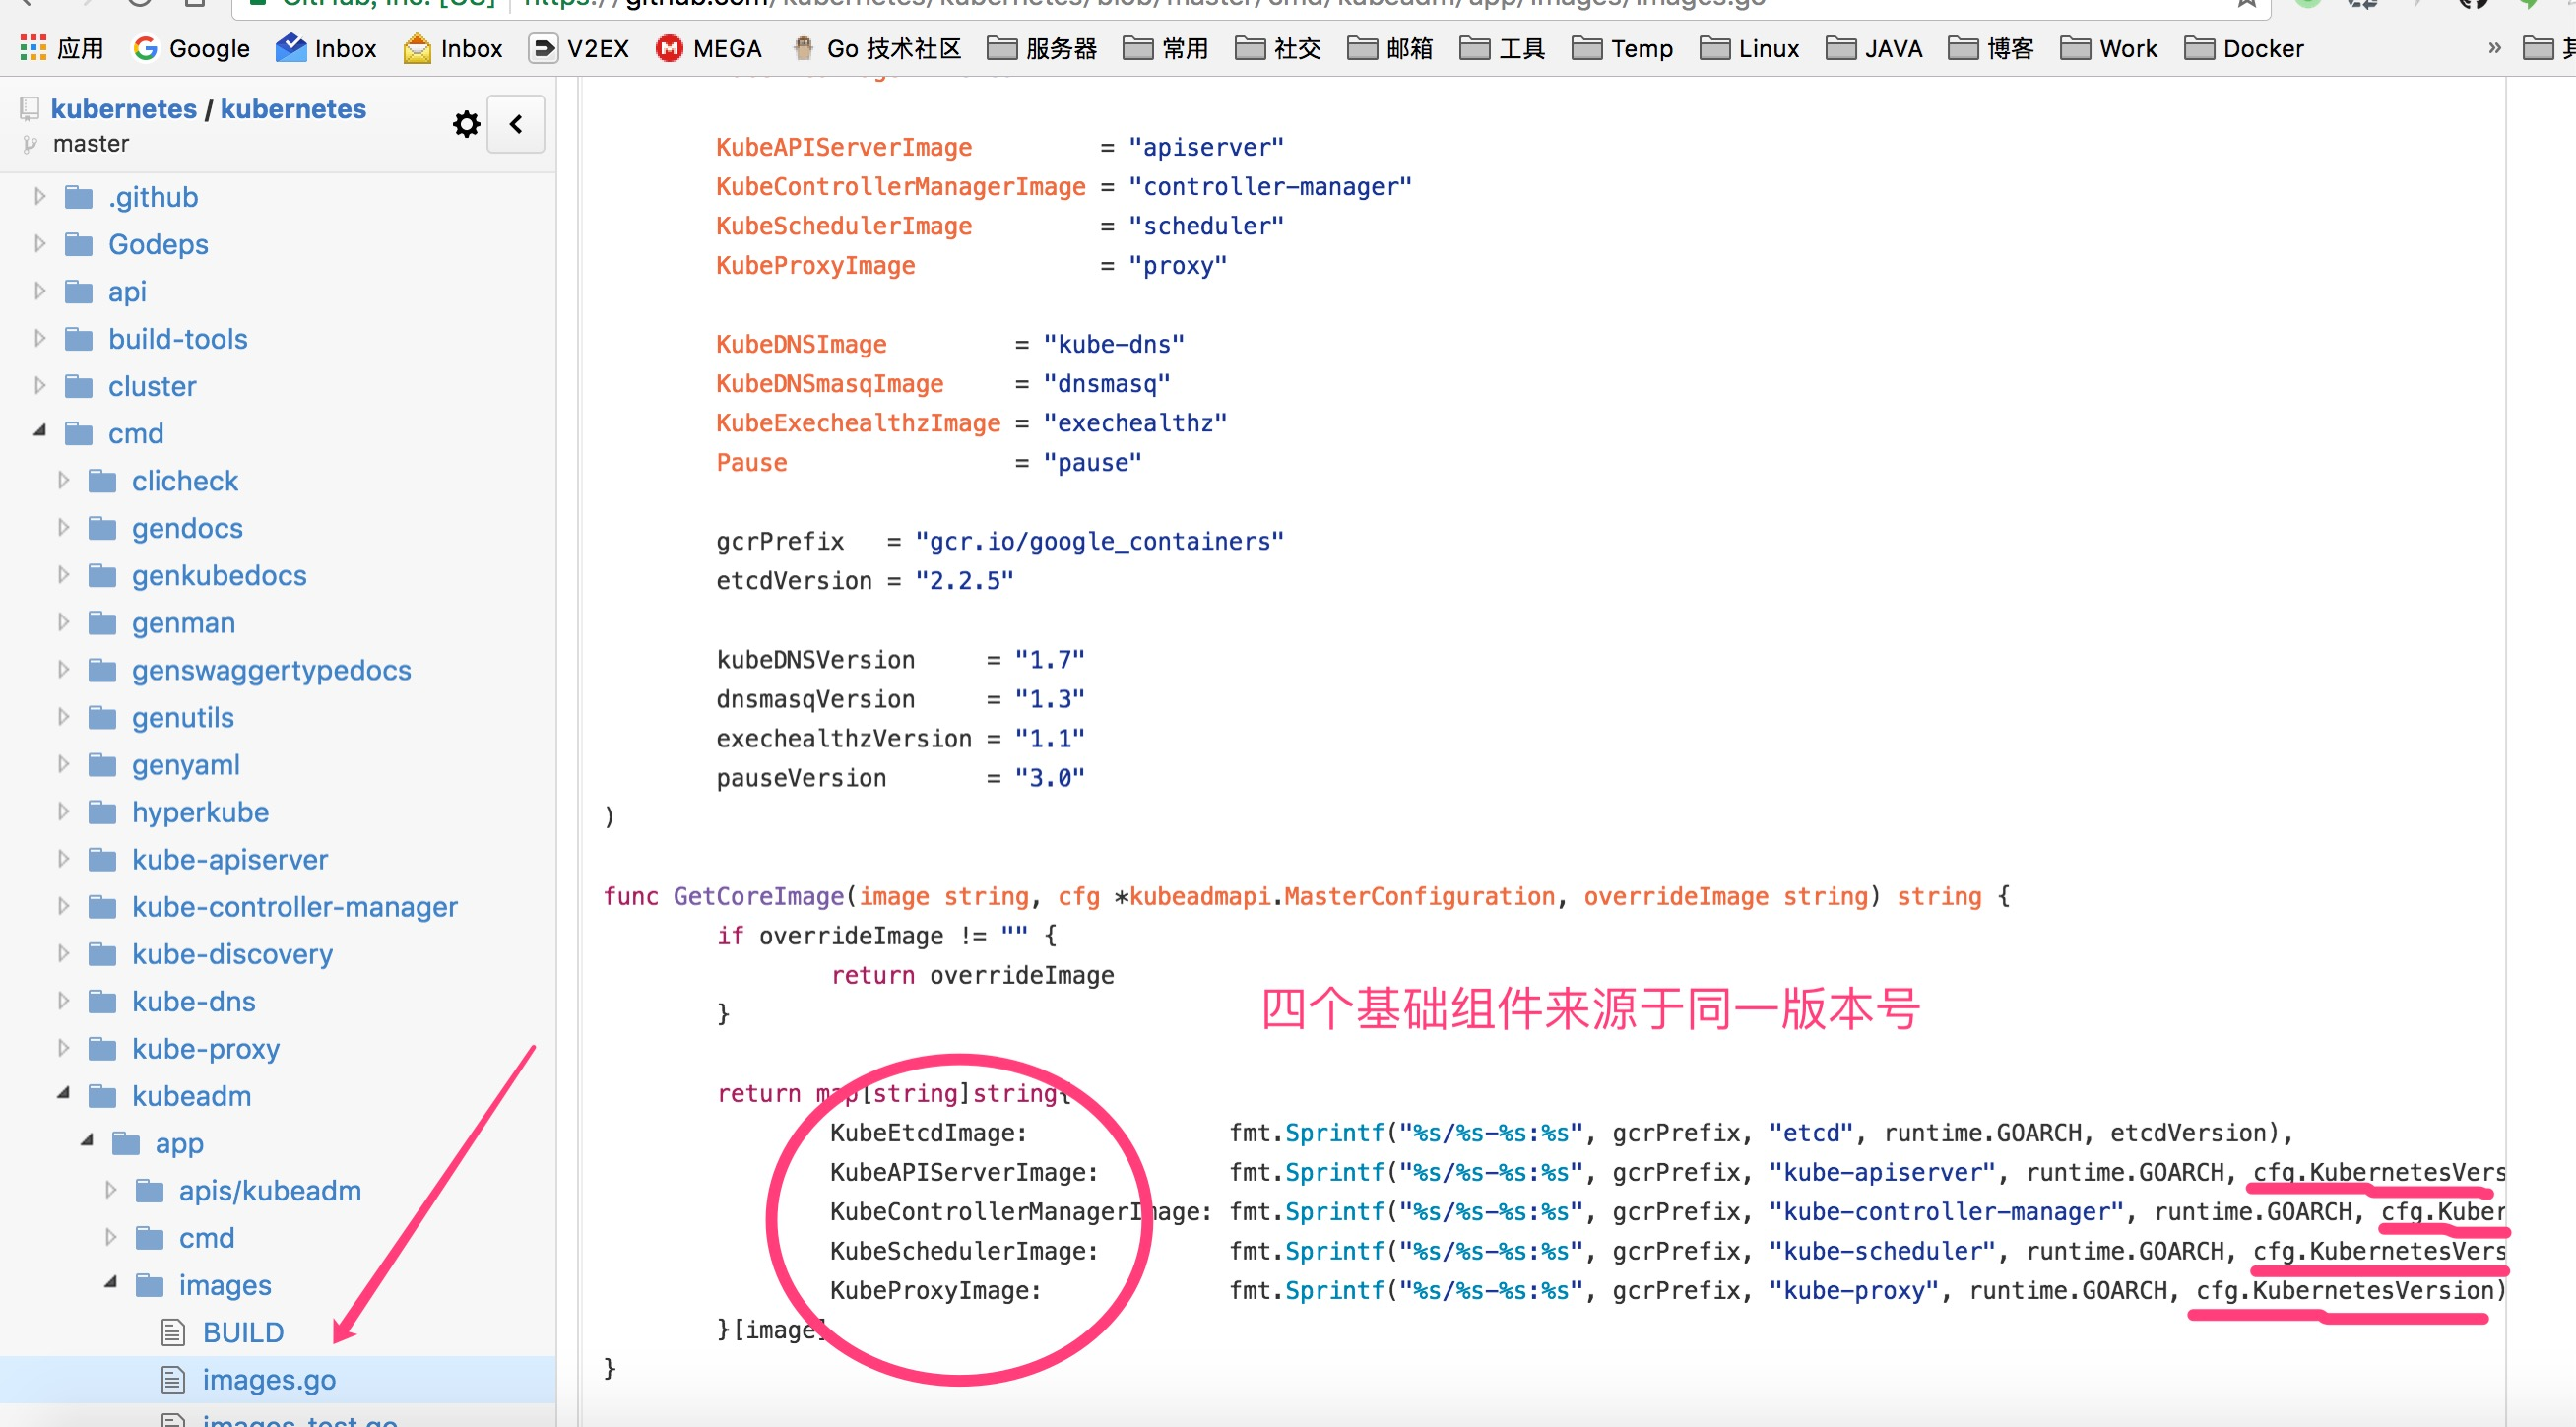 GitHub, Inc. [US] https://github.com/kubernetes/kubernetes/blob/master/cmd/kubeadm/app/images/images.go
应用 Google Inbox Inbox V2EX MEGA Go 技术社区 服务器 常用 社交 邮箱 工具 Temp Linux JAVA 博客 Work Docker »
kubernetes / kubernetes
master
.github
Godeps
api
build-tools
cluster
cmd
clicheck
gendocs
genkubedocs
genman
genswaggertypedocs
genutils
genyaml
hyperkube
kube-apiserver
kube-controller-manager
kube-discovery
kube-dns
kube-proxy
kubeadm
app
apis/kubeadm
cmd
images
BUILD
images.go
images_test.go
KubeAPIServerImage = "apiserver"
KubeControllerManagerImage = "controller-manager"
KubeSchedulerImage = "scheduler"
KubeProxyImage = "proxy"
KubeDNSImage = "kube-dns"
KubeDNSmasqImage = "dnsmasq"
KubeExechealthzImage = "exechealthz"
Pause = "pause"
gcrPrefix = "gcr.io/google_containers"
etcdVersion = "2.2.5"
kubeDNSVersion = "1.7"
dnsmasqVersion = "1.3"
exechealthzVersion = "1.1"
pauseVersion = "3.0"
)
func GetCoreImage(image string, cfg *kubeadmapi.MasterConfiguration, overrideImage string) string {
if overrideImage != "" {
return overrideImage
}
四个基础组件来源于同一版本号
return map[string]string{
KubeEtcdImage: fmt.Sprintf("%s/%s-%s:%s", gcrPrefix, "etcd", runtime.GOARCH, etcdVersion),
KubeAPIServerImage: fmt.Sprintf("%s/%s-%s:%s", gcrPrefix, "kube-apiserver", runtime.GOARCH, cfg.KubernetesVers
KubeControllerManagerImage: fmt.Sprintf("%s/%s-%s:%s", gcrPrefix, "kube-controller-manager", runtime.GOARCH, cfg.Kuber
KubeSchedulerImage: fmt.Sprintf("%s/%s-%s:%s", gcrPrefix, "kube-scheduler", runtime.GOARCH, cfg.KubernetesVers
KubeProxyImage: fmt.Sprintf("%s/%s-%s:%s", gcrPrefix, "kube-proxy", runtime.GOARCH, cfg.KubernetesVersion)
}[image]
}